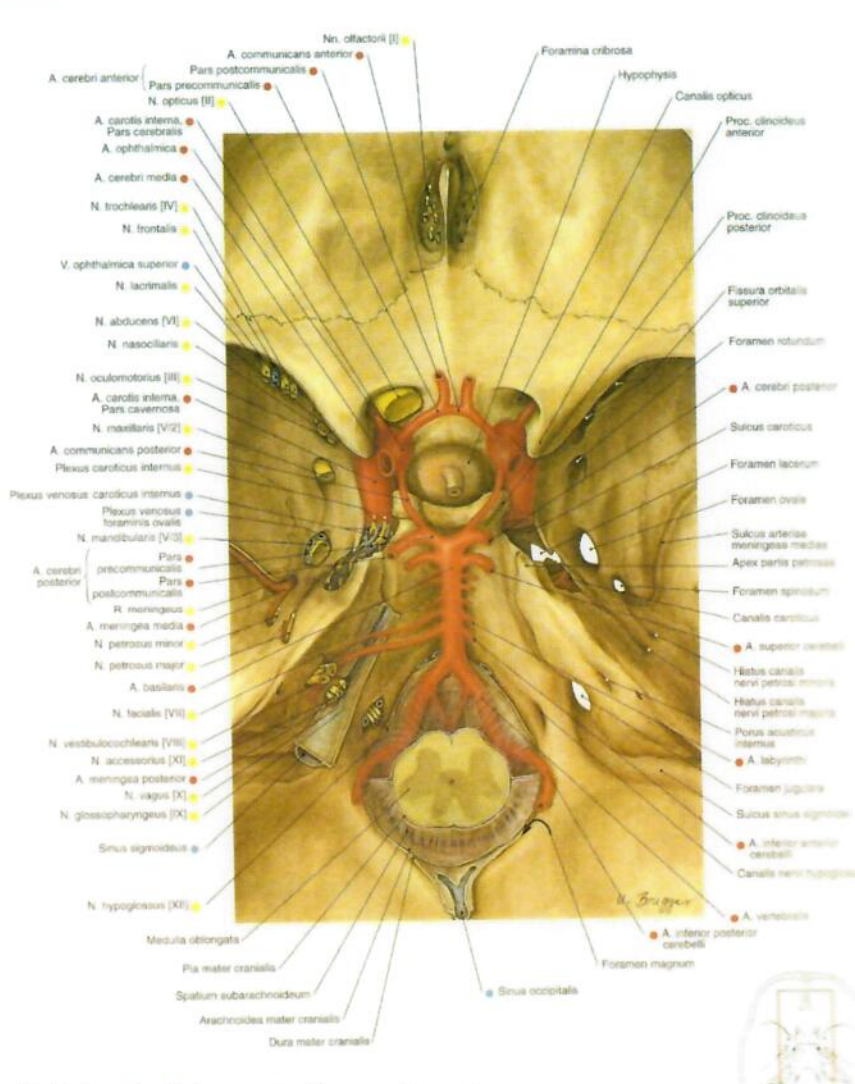 Nn. olfactorii [I]
A. communicans anterior
Pars postcommunicalis
A. cerebri anterior
Pars precommunicalis
N. opticus [II]
A. carotis interna,
Pars cerebralis
A. ophthalmica
A. cerebri media
N. trochlearis [IV]
N. frontalis
V. ophthalmica superior
N. lacrimalis
N. abducens [VI]
N. nasociliaris
N. oculomotorius [III]
A. carotis interna,
Pars cavernosa
N. maxillaris [V/2]
A. communicans posterior
Plexus caroticus internus
Plexus venosus caroticus internus
Plexus venosus
foraminis ovalis
N. mandibularis [V/3]
A. cerebri
posterior
Pars
precommunicalis
Pars
postcommunicalis
R. meningeus
A. meningea media
N. petrosus minor
N. petrosus major
A. basilaris
N. facialis [VII]
N. vestibulocochlearis [VIII]
N. accessorius [XI]
A. meningea posterior
N. vagus [X]
N. glossopharyngeus [IX]
Sinus sigmoideus
N. hypoglossus [XII]
Medulla oblongata
Pia mater cranialis
Spatium subarachnoideum
Arachnoidea mater cranialis
Dura mater cranialis
Foramina cribrosa
Hypophysis
Canalis opticus
Proc. clinoideus
anterior
Proc. clinoideus
posterior
Fissura orbitalis
superior
Foramen rotundum
A. cerebri posterior
Sulcus caroticus
Foramen lacerum
Foramen ovale
Sulcus arteriae
meningeae mediae
Apex partis petrosae
Foramen spinosum
Canalis caroticus
A. superior cerebelli
Hiatus canalis
nervi petrosi minoris
Hiatus canalis
nervi petrosi majoris
Porus acusticus
internus
A. labyrinthi
Foramen jugulare
Sulcus sinus sigmoidei
A. inferior anterior
cerebelli
Canalis nervi hypoglossi
A. vertebralis
A. inferior posterior
cerebelli
Foramen magnum
Sinus occipitalis